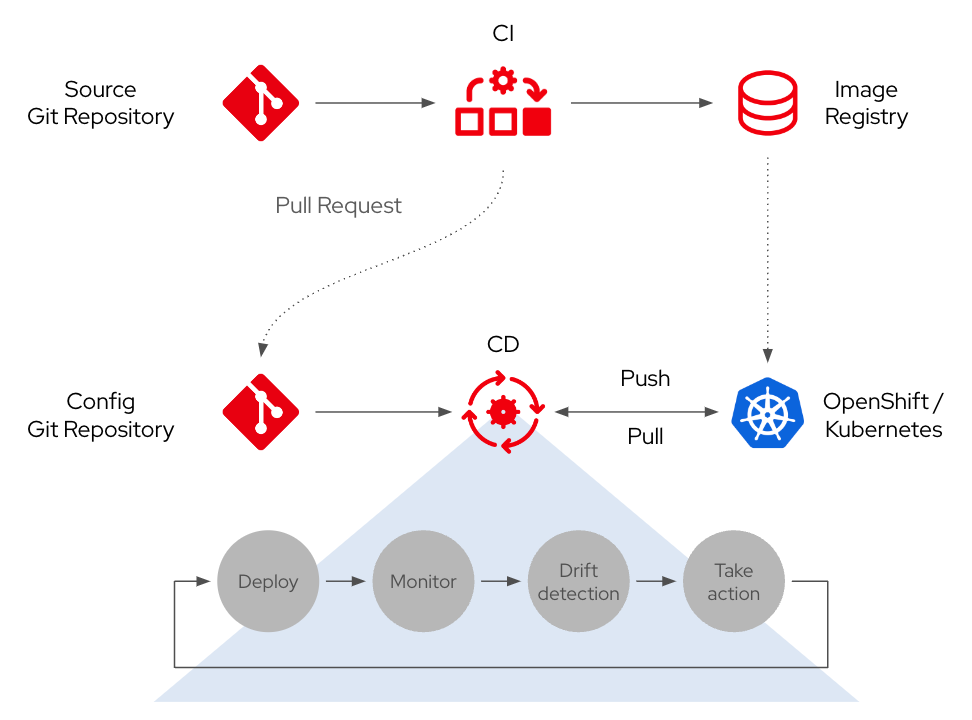 CI
Source
Git Repository
Image
Registry
Pull Request
CD
Config
Git Repository
Push
Pull
OpenShift /
Kubernetes
Deploy
Monitor
Drift
detection
Take
action